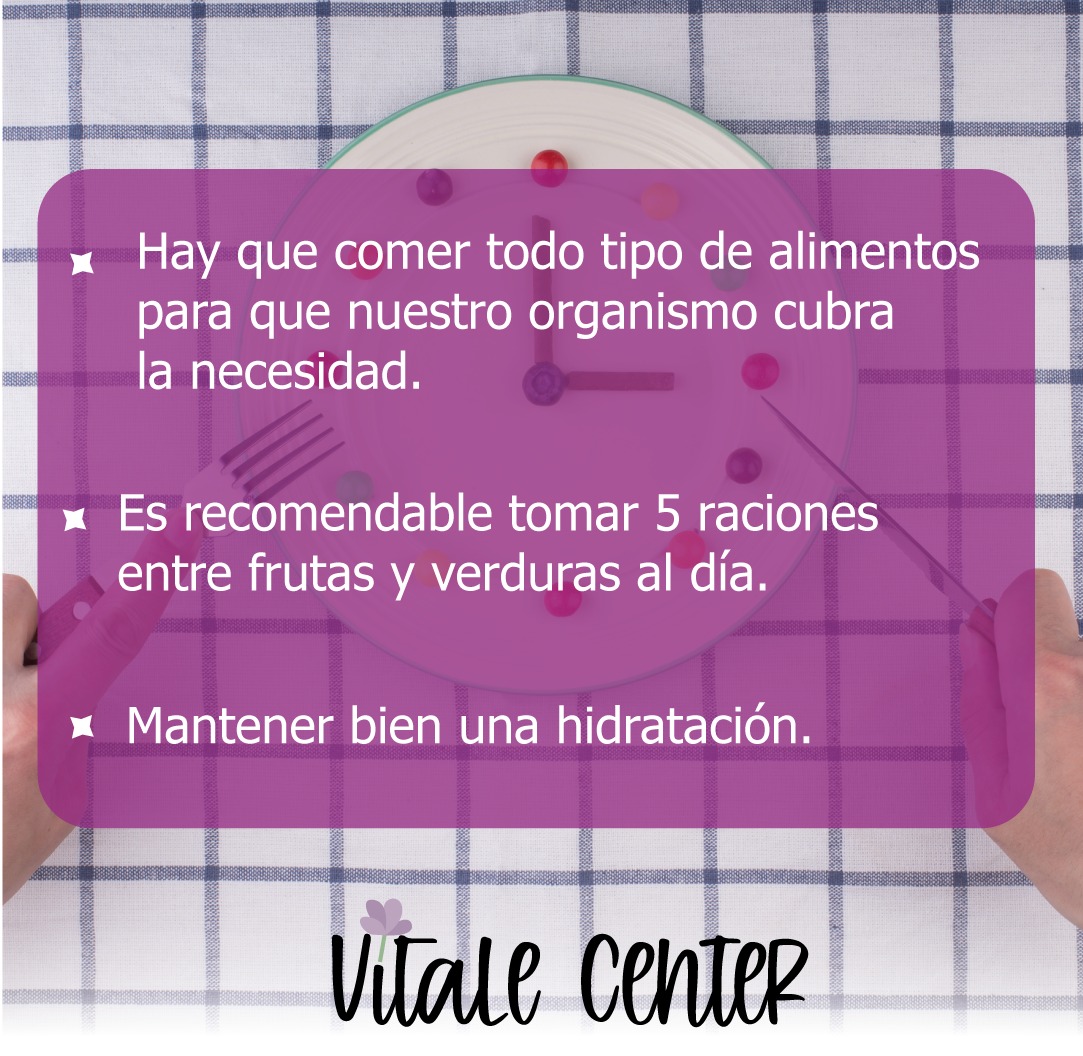 Hay que comer todo tipo de alimentos
para que nuestro organismo cubra
la necesidad.
Es recomendable tomar 5 raciones
entre frutas y verduras al día.
Mantener bien una hidratación.
Vitale Center